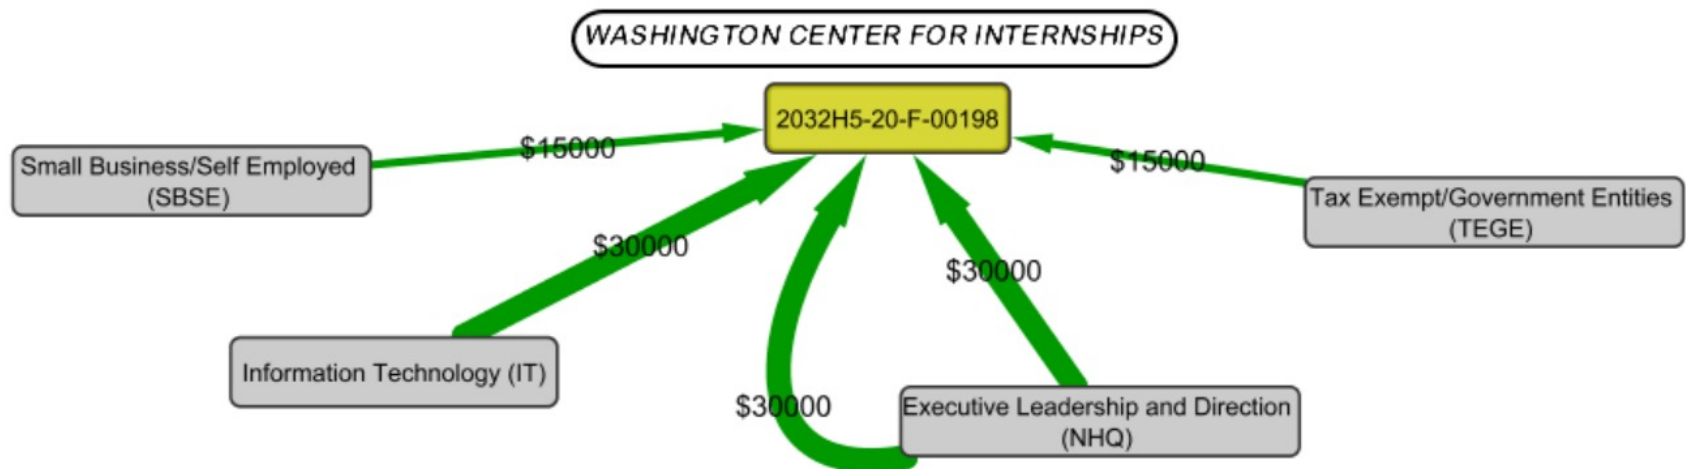 WASHINGTON CENTER FOR INTERNSHIPS
2032H5-20-F-00198
$15000
$15000
Small Business/Self Employed
(SBSE)
Tax Exempt/Government Entities
(TEGE)
$30000
$30000
Information Technology (IT)
$30000
Executive Leadership and Direction
(NHQ)